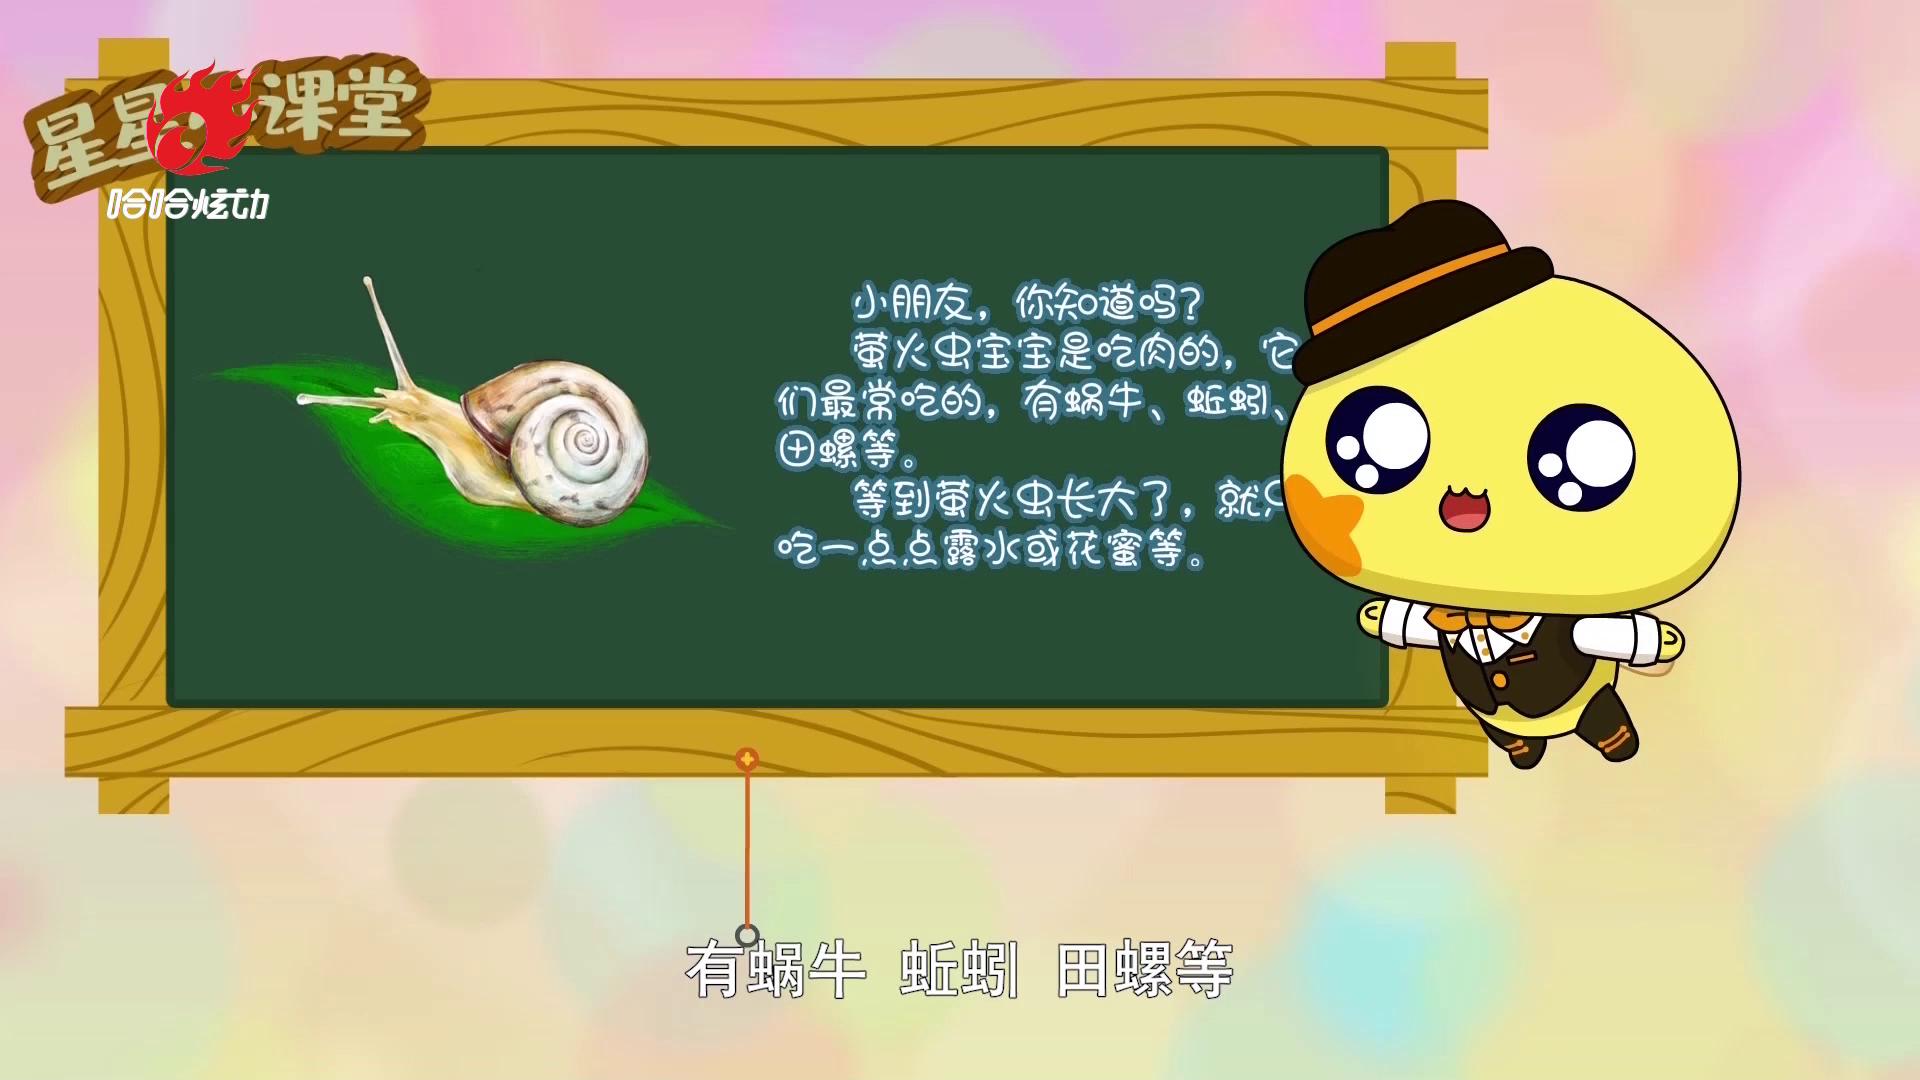 星星课堂
哈哈炫动
小朋友，你知道吗？
萤火虫宝宝是吃肉的，它
们最常吃的，有蜗牛、蚯蚓、
田螺等。
等到萤火虫长大了，就只
吃一点点露水或花蜜等。
有蜗牛 蚯蚓 田螺等